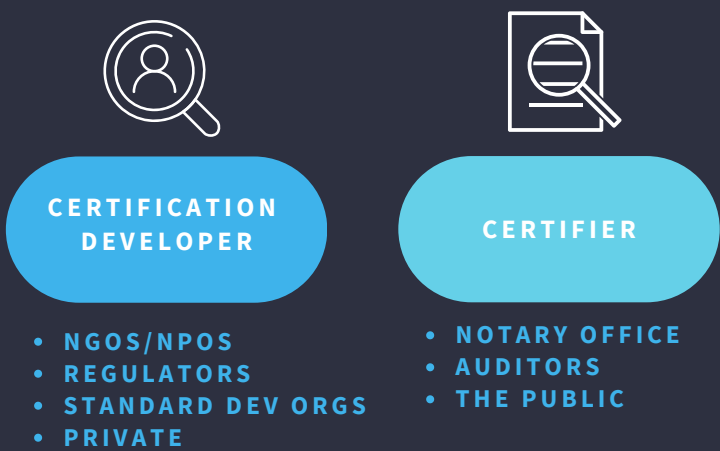 CERTIFICATION
DEVELOPER
• NGOS/NPOS
• REGULATORS
• STANDARD DEV ORGS
• PRIVATE
CERTIFIER
• NOTARY OFFICE
• AUDITORS
• THE PUBLIC